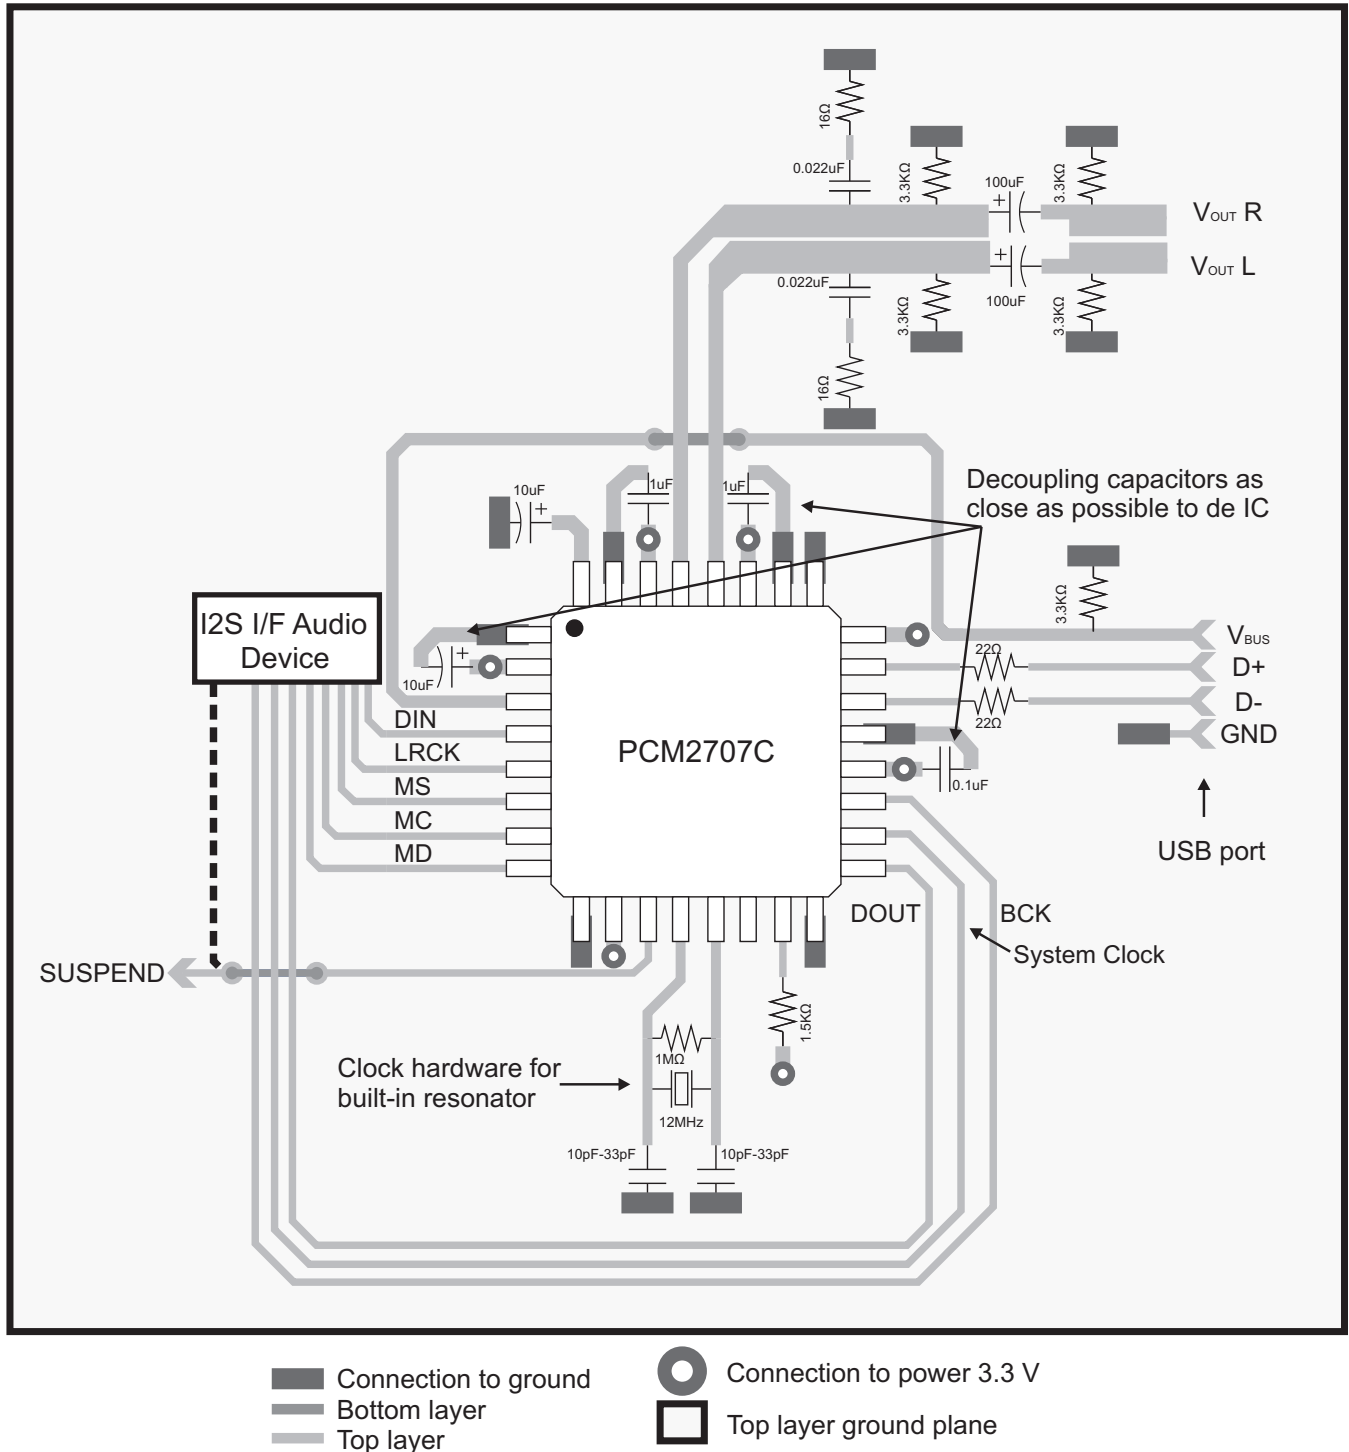 16Ω
0.022uF
3.3KΩ
100uF
+
3.3KΩ
VOUT R
+
VOUT L
0.022uF
3.3KΩ
100uF
3.3KΩ
16Ω
Decoupling capacitors as
close as possible to de IC
10uF
+
1uF
1uF
3.3KΩ
I2S I/F Audio
Device
+
10uF
22Ω
22Ω
VBUS
D+
D-
GND
DIN
LRCK
MS
MC
MD
PCM2707C
0.1uF
USB port
DOUT
BCK
System Clock
SUSPEND
1.5KΩ
1MΩ
Clock hardware for
built-in resonator
12MHz
10pF-33pF
10pF-33pF
Connection to ground
Bottom layer
Top layer
Connection to power 3.3 V
Top layer ground plane